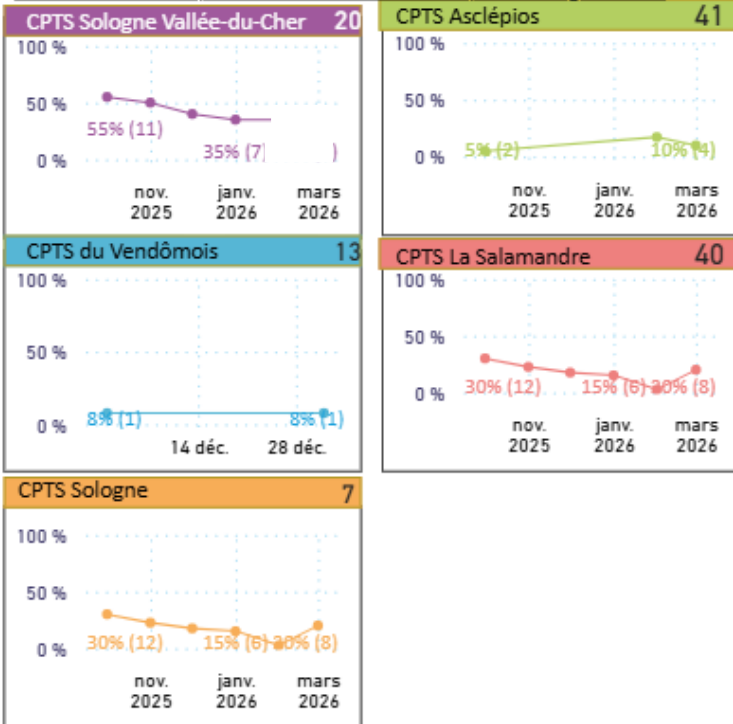 CPTS Sologne Vallée-du-Cher 20
100 %
50 %
55% (11)
35% (7)
0 %
nov. janv. mars
2025 2026 2026
CPTS Asclépios 41
100 %
50 %
5% (2) 10% (4)
0 %
nov. janv. mars
2025 2026 2026
CPTS du Vendômois 13
100 %
50 %
8% (1) 8% (1)
0 %
14 déc. 28 déc.
CPTS La Salamandre 40
100 %
50 %
30% (12) 15% (6) 20% (8)
0 %
nov. janv. mars
2025 2026 2026
CPTS Sologne 7
100 %
50 %
30% (12) 15% (6) 20% (8)
0 %
nov. janv. mars
2025 2026 2026